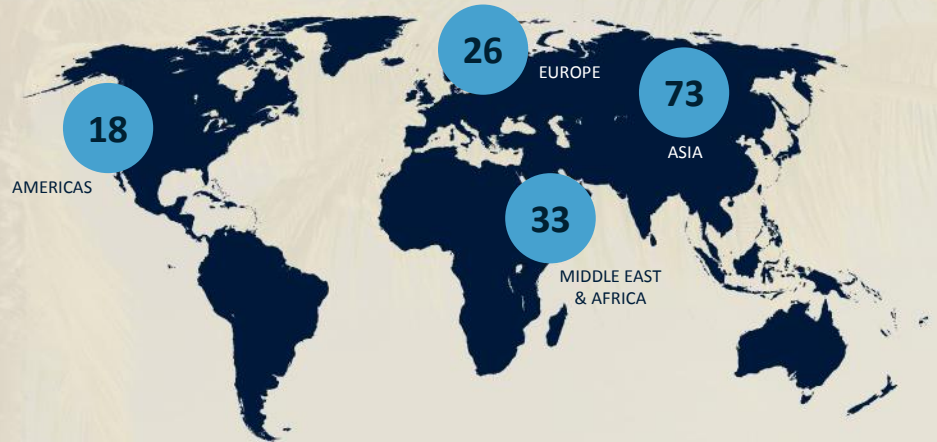 26
EUROPE
73
ASIA
18
AMERICAS
33
MIDDLE EAST
& AFRICA